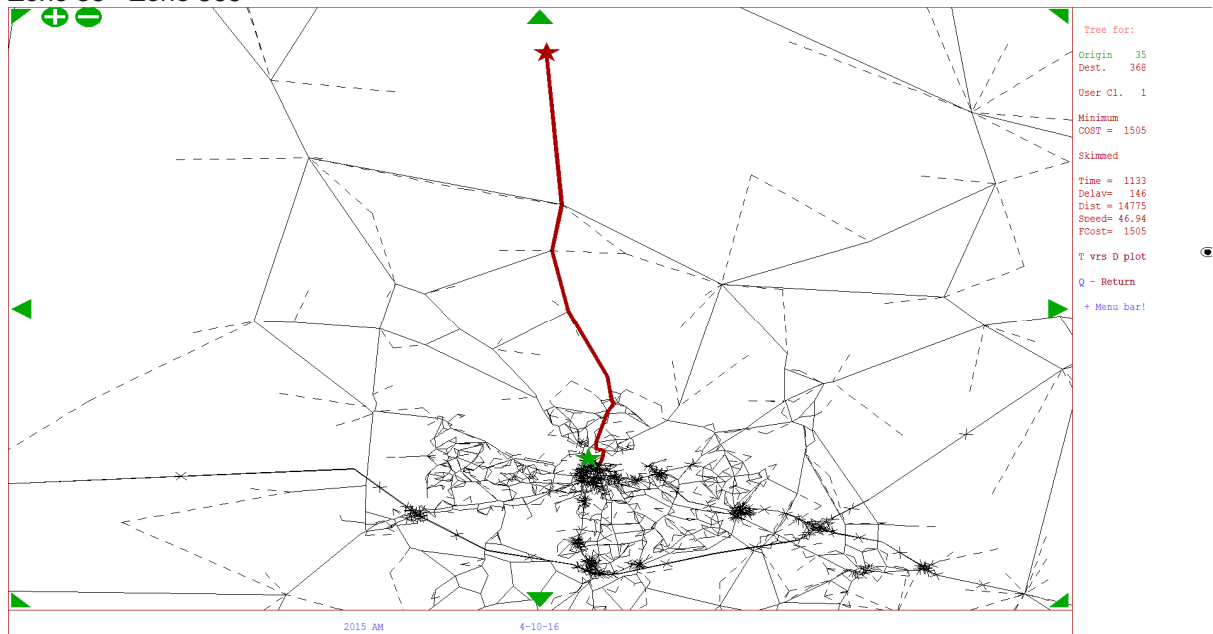 Tree for:
Origin 35
Dest. 368
User Cl. 1
Minimum
COST = 1505
Skimmed
Time = 1133
Delay= 146
Dist = 14775
Speed= 46.94
FCost= 1505
T vrs D plot
Q - Return
+ Menu bar!
2015 AM 4-10-16